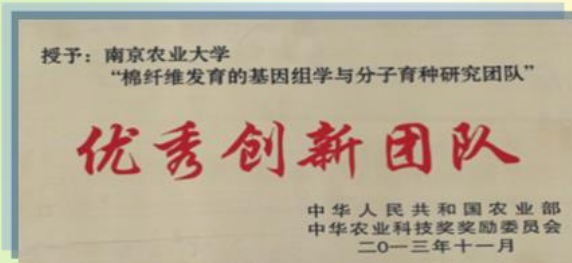 授予：南京农业大学
“棉纤维发育的基因组学与分子育种研究团队”
优秀创新团队
中华人民共和国农业部
中华农业科技奖奖励委员会
二〇一三年十一月